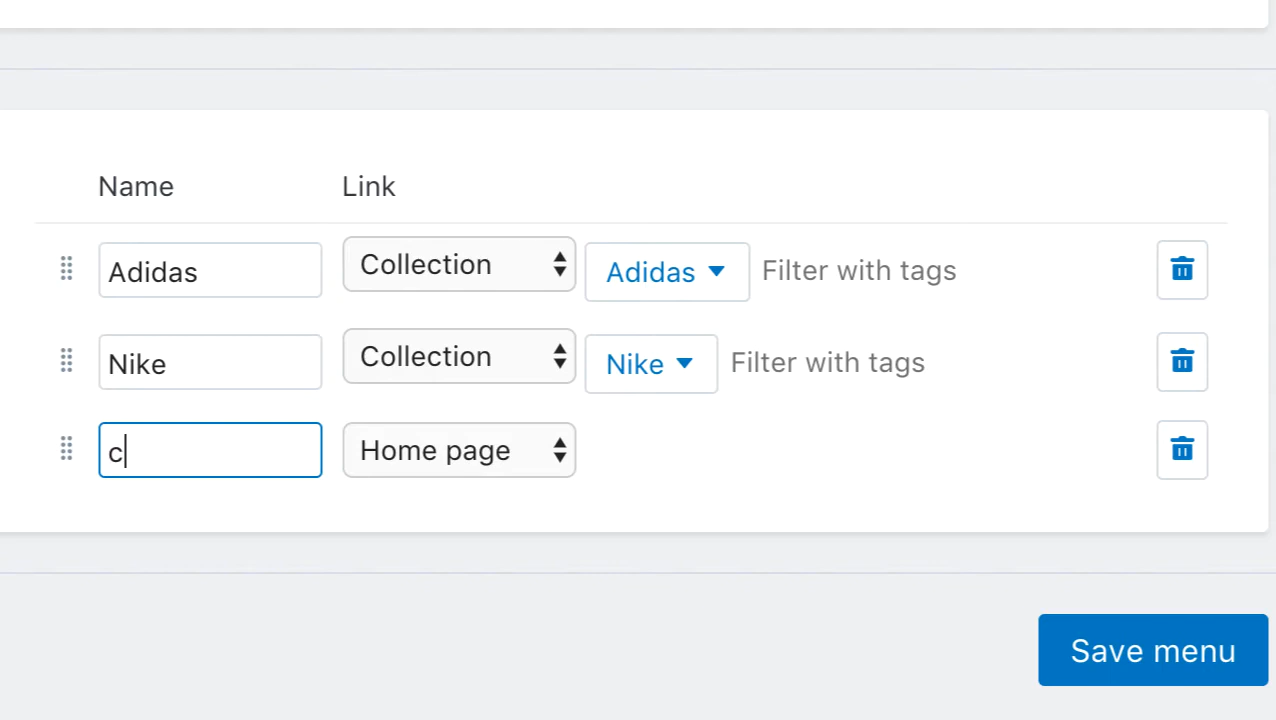 Name Link
Adidas Collection Adidas Filter with tags
Nike Collection Nike Filter with tags
c Home page
Save menu